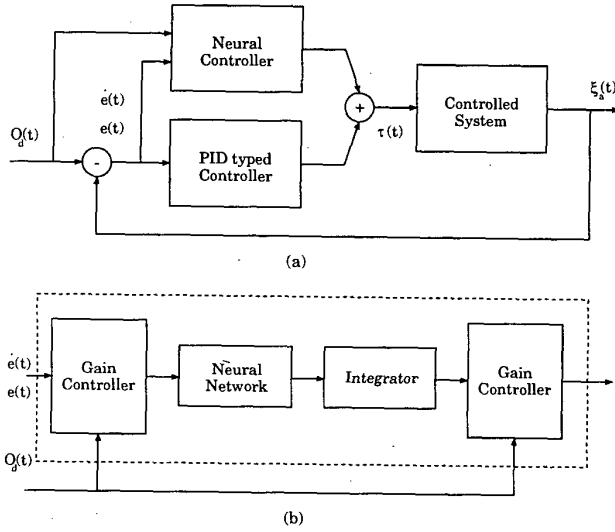 Neural
Controller
ė(t)
e(t)
O_d(t)
-
PID typed
Controller
+
τ(t)
Controlled
System
ξ_a(t)
(a)
ė(t)
e(t)
Gain
Controller
Neural
Network
Integrator
Gain
Controller
O_d(t)
(b)